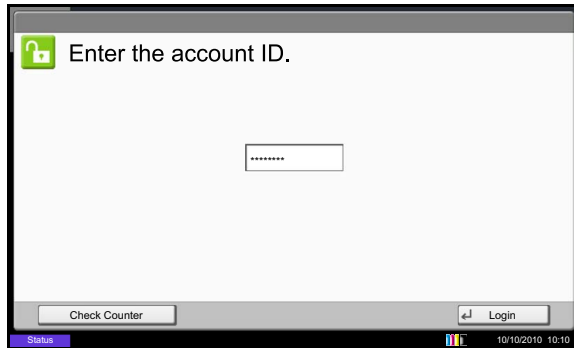 Enter the account ID.
********
Check Counter
Login
Status
10/10/2010 10:10